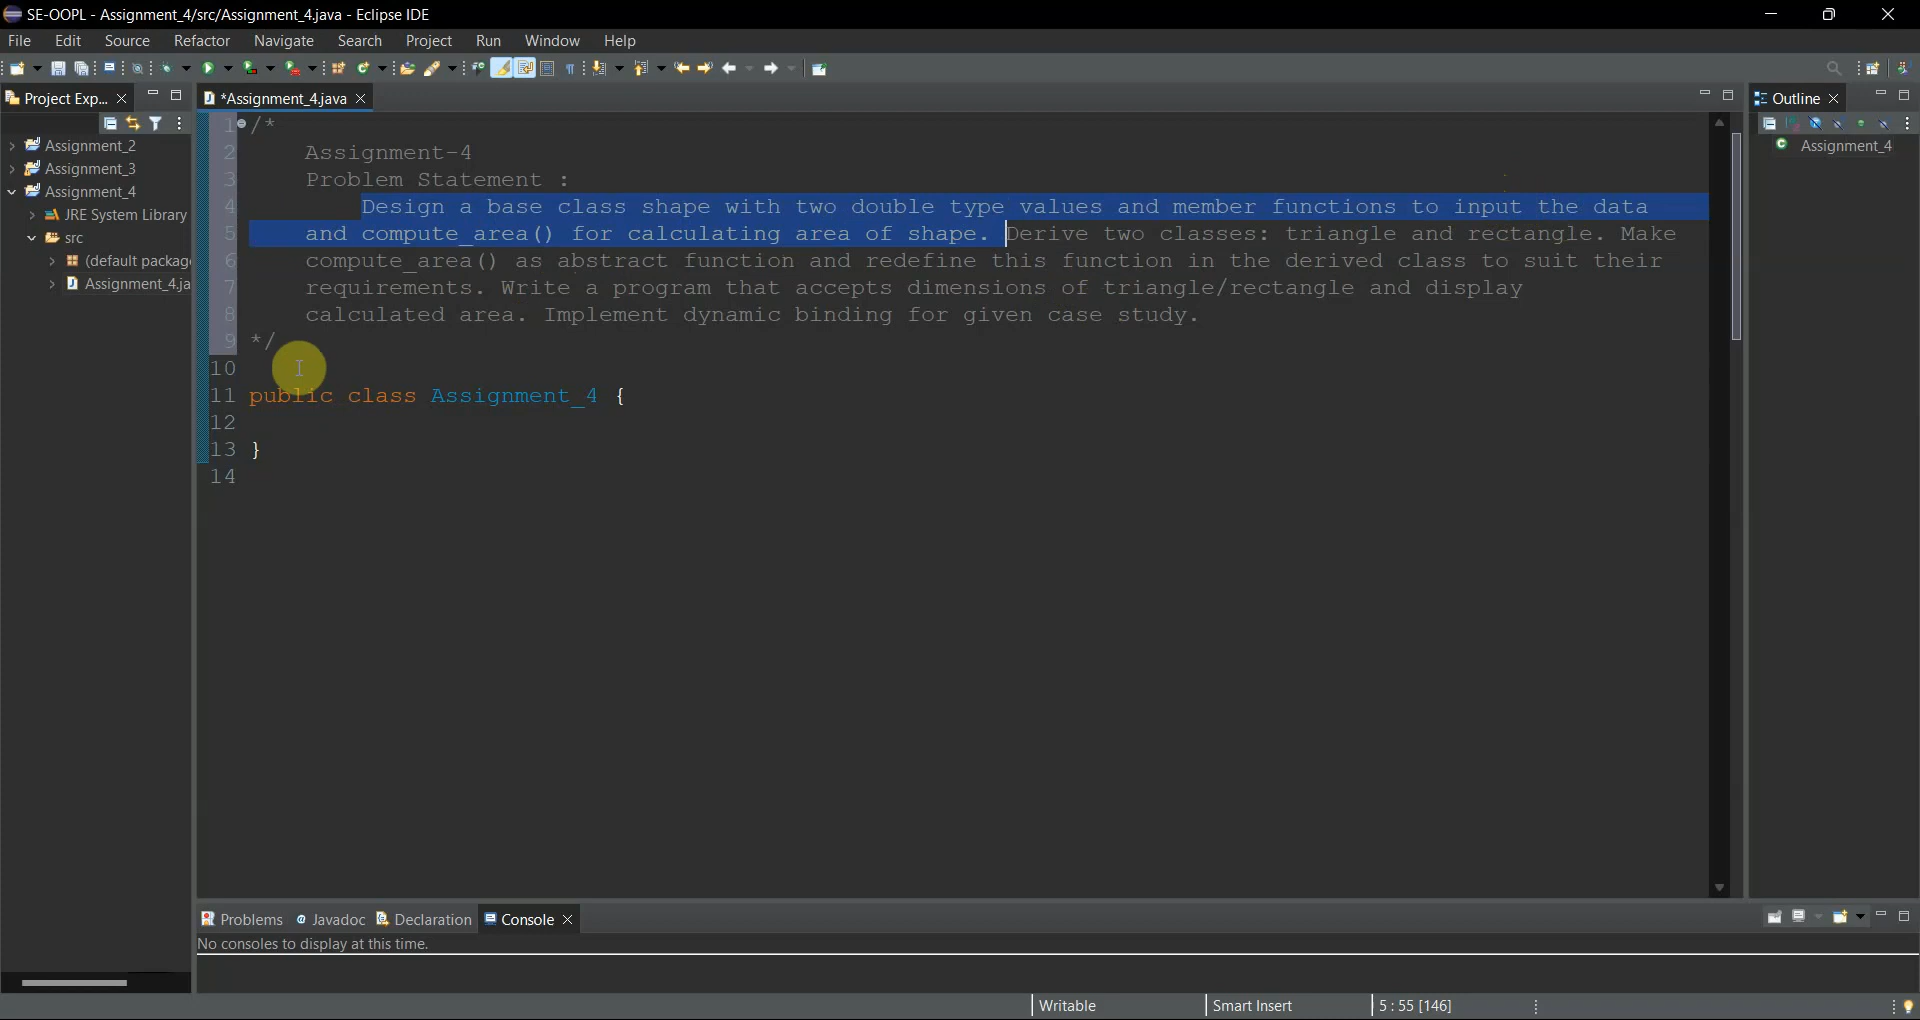 SE-OOPL - Assignment_4/src/Assignment_4.java - Eclipse IDE
File Edit Source Refactor Navigate Search Project Run Window Help
Project Exp...
*Assignment_4.java
Outline
Assignment_2
Assignment_3
Assignment_4
JRE System Library
src
(default package
Assignment_4.ja
Assignment_4
1 /*
2 Assignment-4
3 Problem Statement :
4 Design a base class shape with two double type values and member functions to input the data
5 and compute_area() for calculating area of shape. Derive two classes: triangle and rectangle. Make
6 compute_area() as abstract function and redefine this function in the derived class to suit their
7 requirements. Write a program that accepts dimensions of triangle/rectangle and display
8 calculated area. Implement dynamic binding for given case study.
9 */
10
11 public class Assignment_4 {
12
13 }
14
Problems Javadoc Declaration Console
No consoles to display at this time.
Writable Smart Insert 5 : 55 [146]